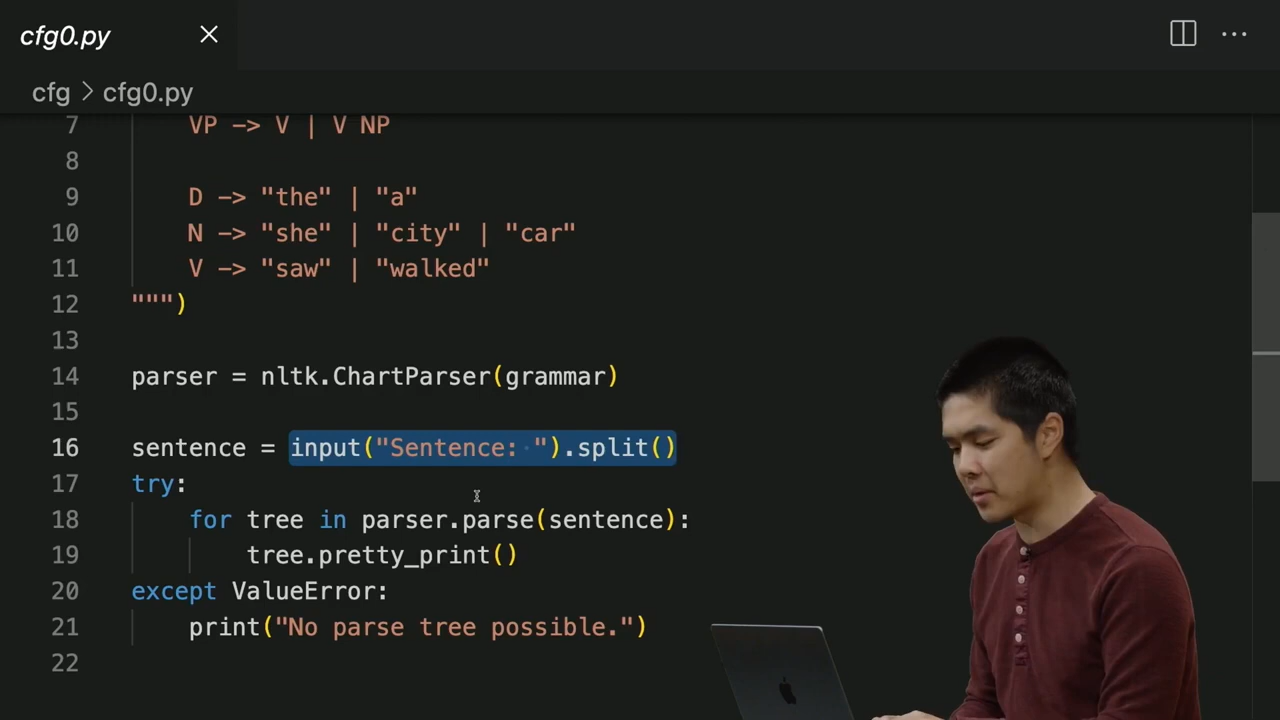 cfg0.py
cfg > cfg0.py
7 VP -> V | V NP
8
9 D -> "the" | "a"
10 N -> "she" | "city" | "car"
11 V -> "saw" | "walked"
12 """)
13
14 parser = nltk.ChartParser(grammar)
15
16 sentence = input("Sentence: ").split()
17 try:
18 for tree in parser.parse(sentence):
19 tree.pretty_print()
20 except ValueError:
21 print("No parse tree possible.")
22